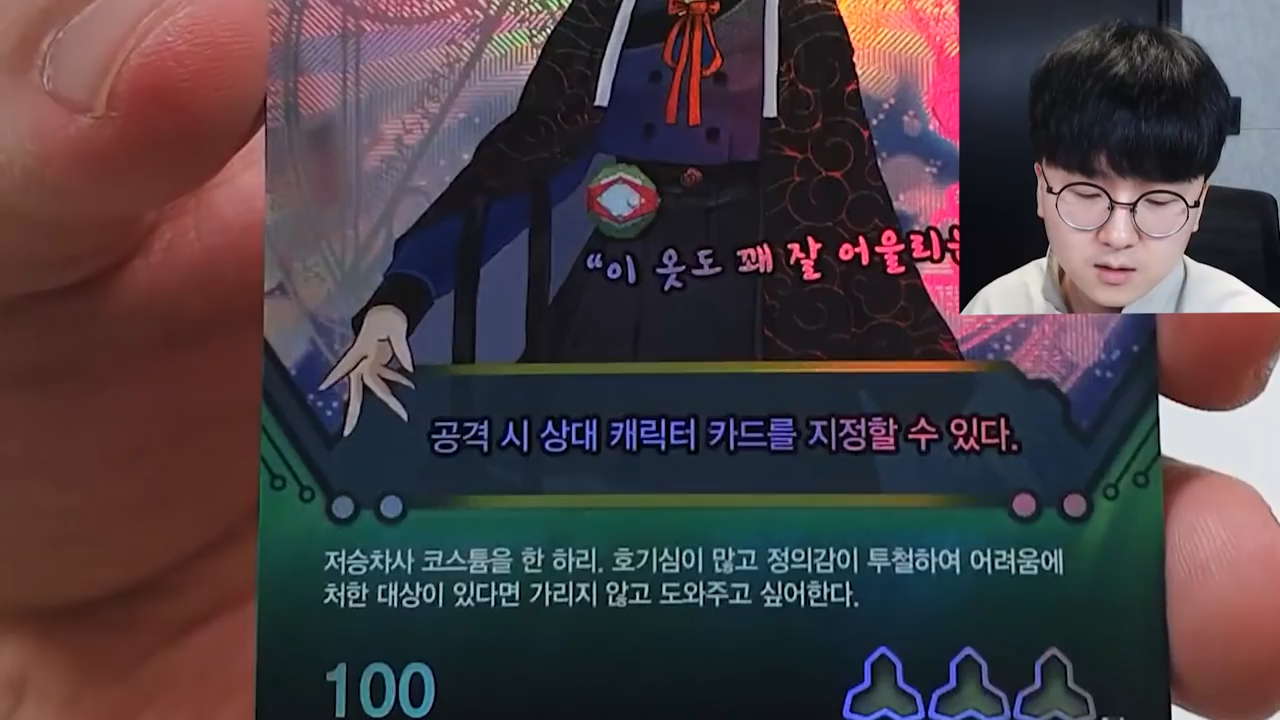 “이 옷도 꽤 잘 어울리는
공격 시 상대 캐릭터 카드를 지정할 수 있다.
저승차사 코스튬을 한 하리. 호기심이 많고 정의감이 투철하여 어려움에
처한 대상이 있다면 가리지 않고 도와주고 싶어한다.
100